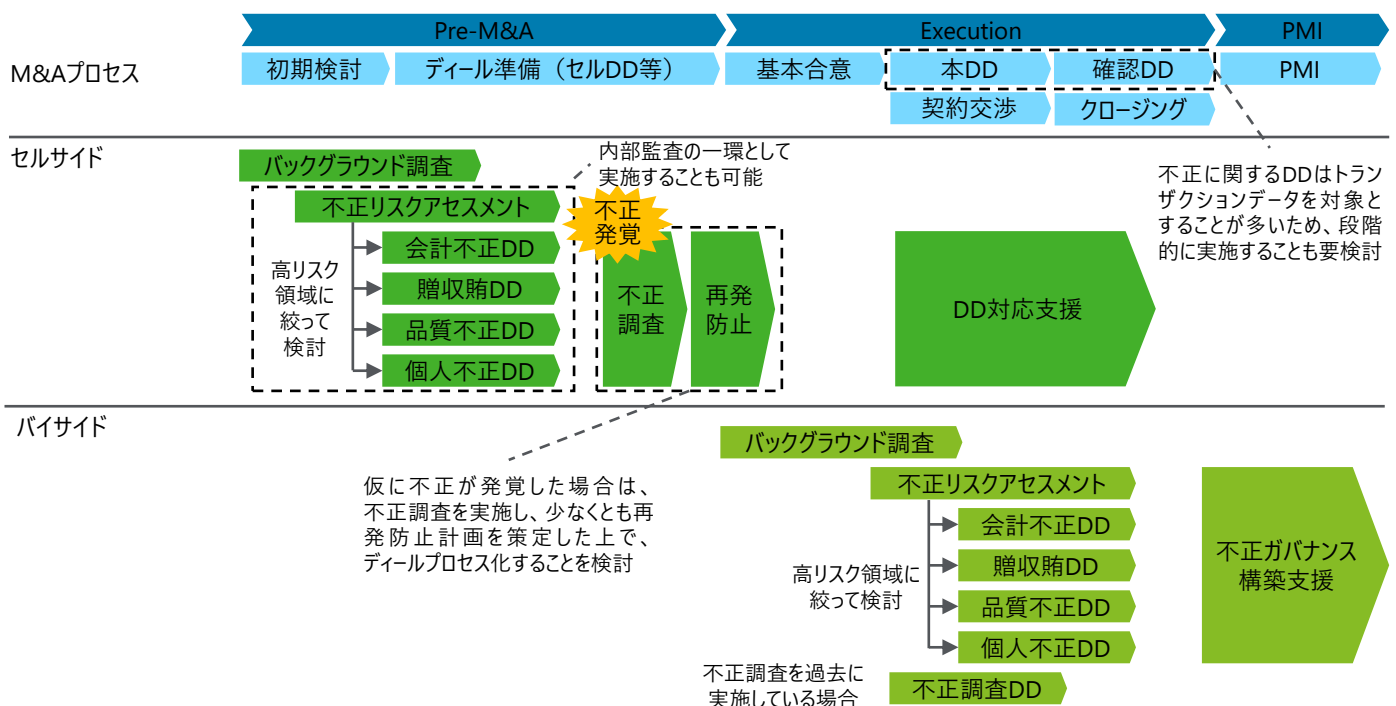 Pre-M&A
Execution
PMI
M&Aプロセス
初期検討
ディール準備（セルDD等）
基本合意
本DD
確認DD
PMI
契約交渉
クロージング
セルサイド
バックグラウンド調査
内部監査の一環として
実施することも可能
不正に関するDDはトラン
ザクションデータを対象と
することが多いため、段階
的に実施することも要検討
不正リスクアセスメント
不正
発覚
高リスク
領域に
絞って
検討
会計不正DD
贈収賄DD
品質不正DD
個人不正DD
不正
調査
再発
防止
DD対応支援
バイサイド
バックグラウンド調査
仮に不正が発覚した場合は、
不正調査を実施し、少なくとも再
発防止計画を策定した上で、
ディールプロセス化することを検討
不正リスクアセスメント
高リスク領域に
絞って検討
会計不正DD
贈収賄DD
品質不正DD
個人不正DD
不正ガバナンス
構築支援
不正調査を過去に
実施している場合
不正調査DD